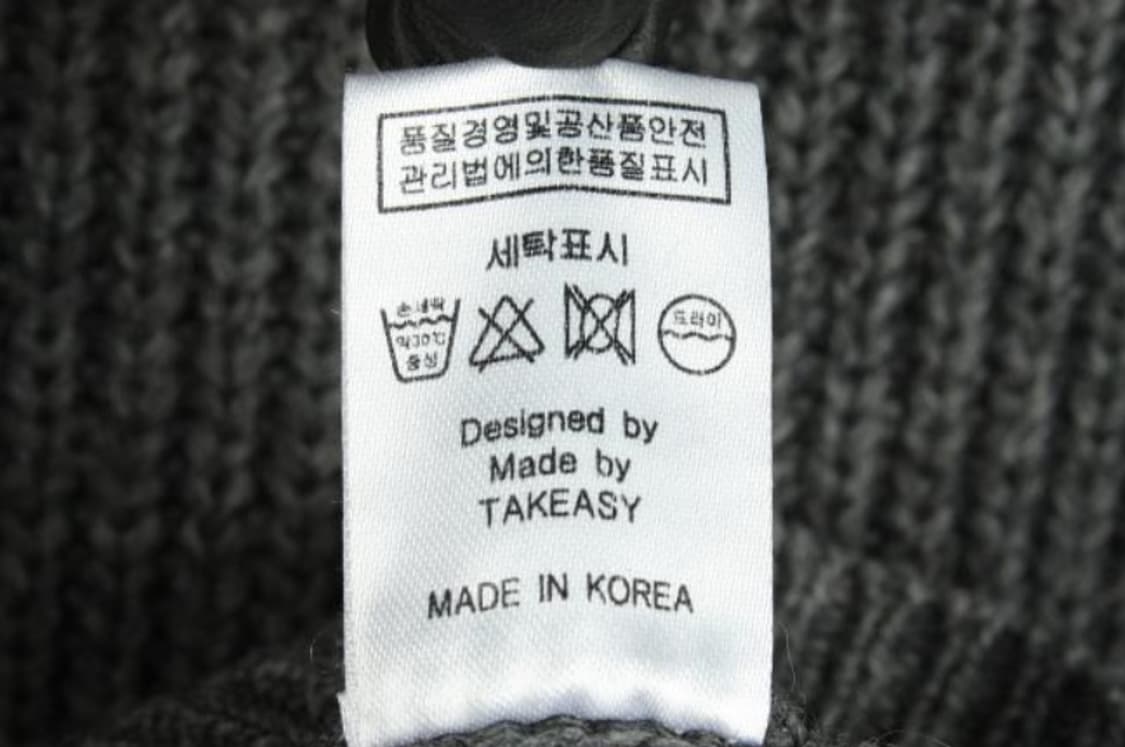 품질경영및공산품안전
관리법에의한품질표시
세탁표시
손세탁
약30℃
중성
드라이
Designed by
Made by
TAKEASY
MADE IN KOREA